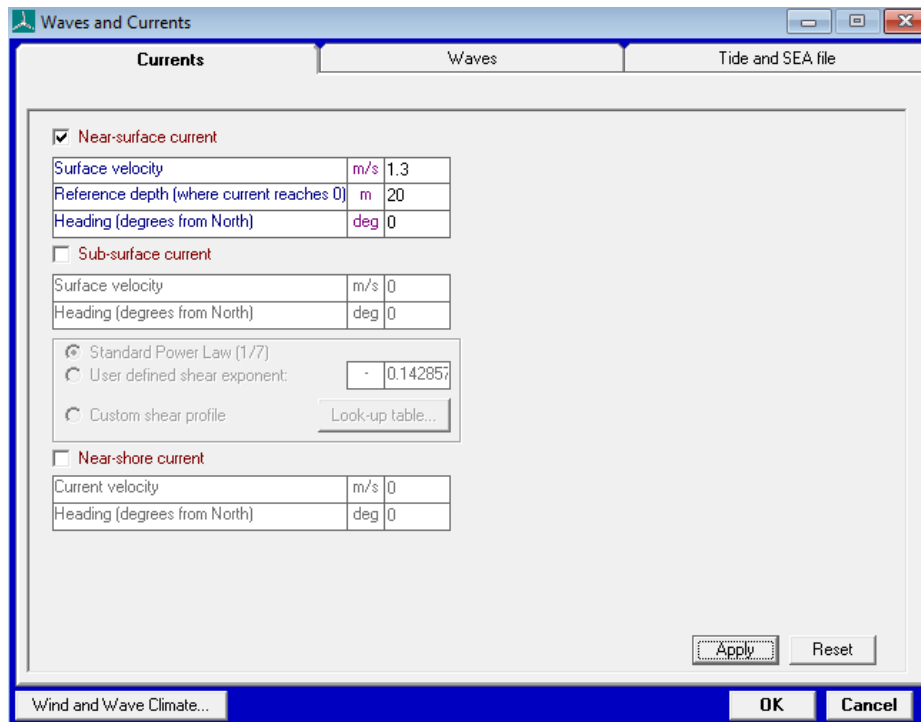 Waves and Currents
Currents Waves Tide and SEA file
Near-surface current
Surface velocity m/s 1.3
Reference depth (where current reaches 0) m 20
Heading (degrees from North) deg 0
Sub-surface current
Surface velocity m/s 0
Heading (degrees from North) deg 0
Standard Power Law (1/7)
User defined shear exponent: - 0.142857
Custom shear profile Look-up table...
Near-shore current
Current velocity m/s 0
Heading (degrees from North) deg 0
Apply Reset
Wind and Wave Climate... OK Cancel